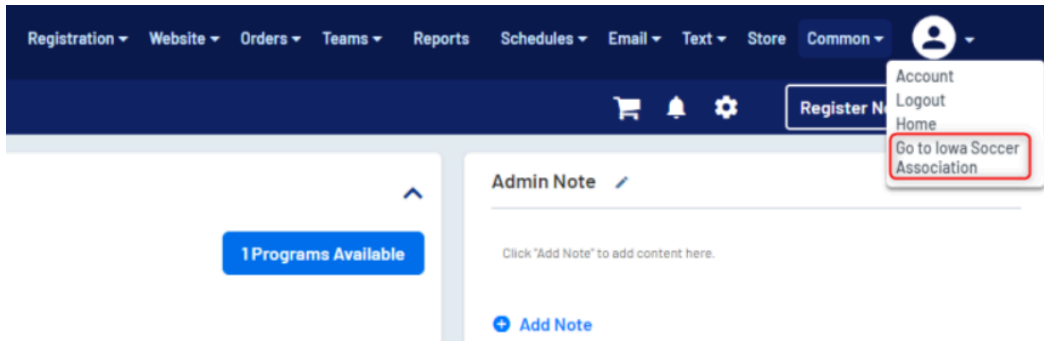 Registration Website Orders Teams Reports Schedules Email Text Store Common
Account
Logout
Home
Go to Iowa Soccer
Association
Register N
Admin Note
1 Programs Available
Click "Add Note" to add content here.
Add Note